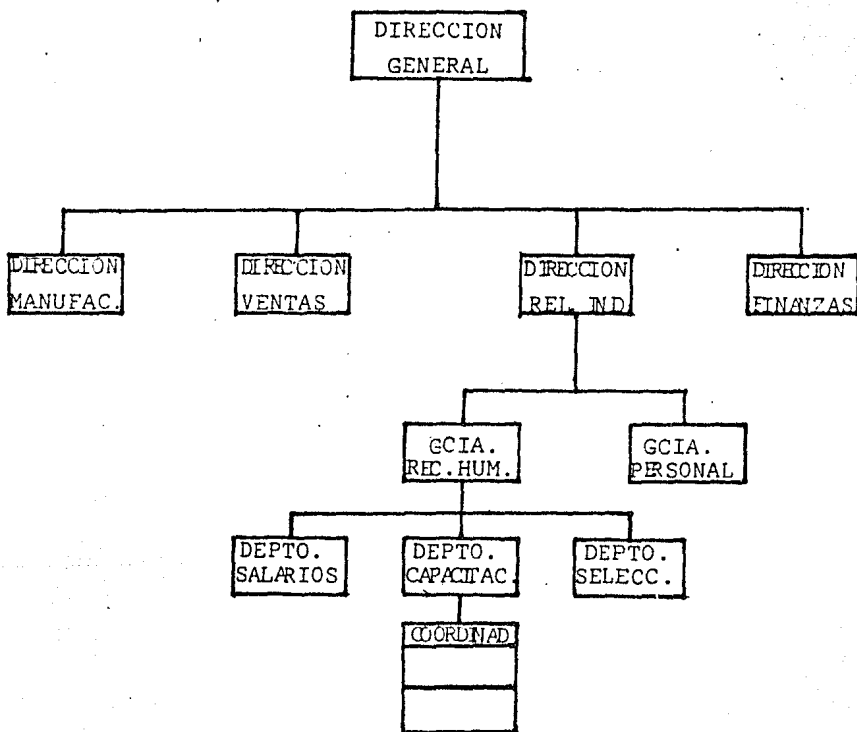 DIRECCION
GENERAL
DIRECCION
MANUFAC.
DIRECCION
VENTAS
DIRECCION
REL. IND
DIRECCION
FINANZAS
GCIA.
REC.HUM.
GCIA.
PERSONAL
DEPTO.
SALARIOS
DEPTO.
CAPACITAC.
DEPTO.
SELECC.
COORDINAD